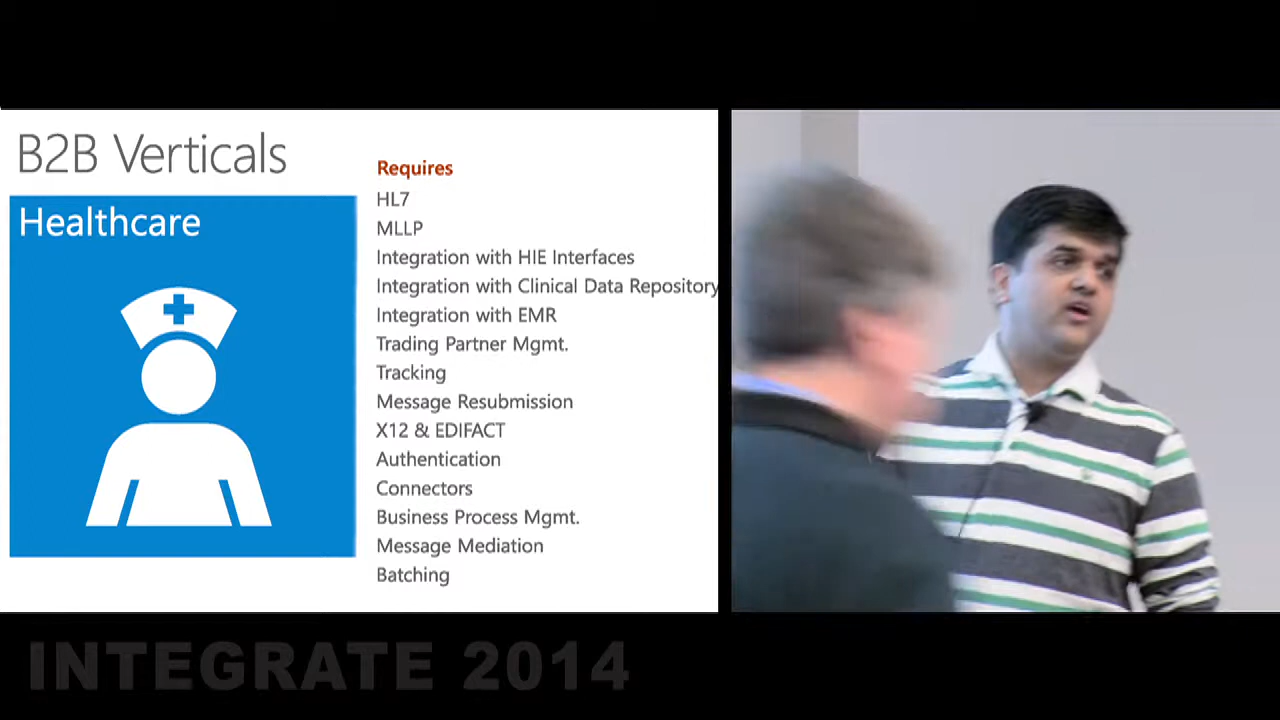 B2B Verticals
Healthcare
Requires
HL7
MLLP
Integration with HIE Interfaces
Integration with Clinical Data Repository
Integration with EMR
Trading Partner Mgmt.
Tracking
Message Resubmission
X12 & EDIFACT
Authentication
Connectors
Business Process Mgmt.
Message Mediation
Batching
INTEGRATE 2014